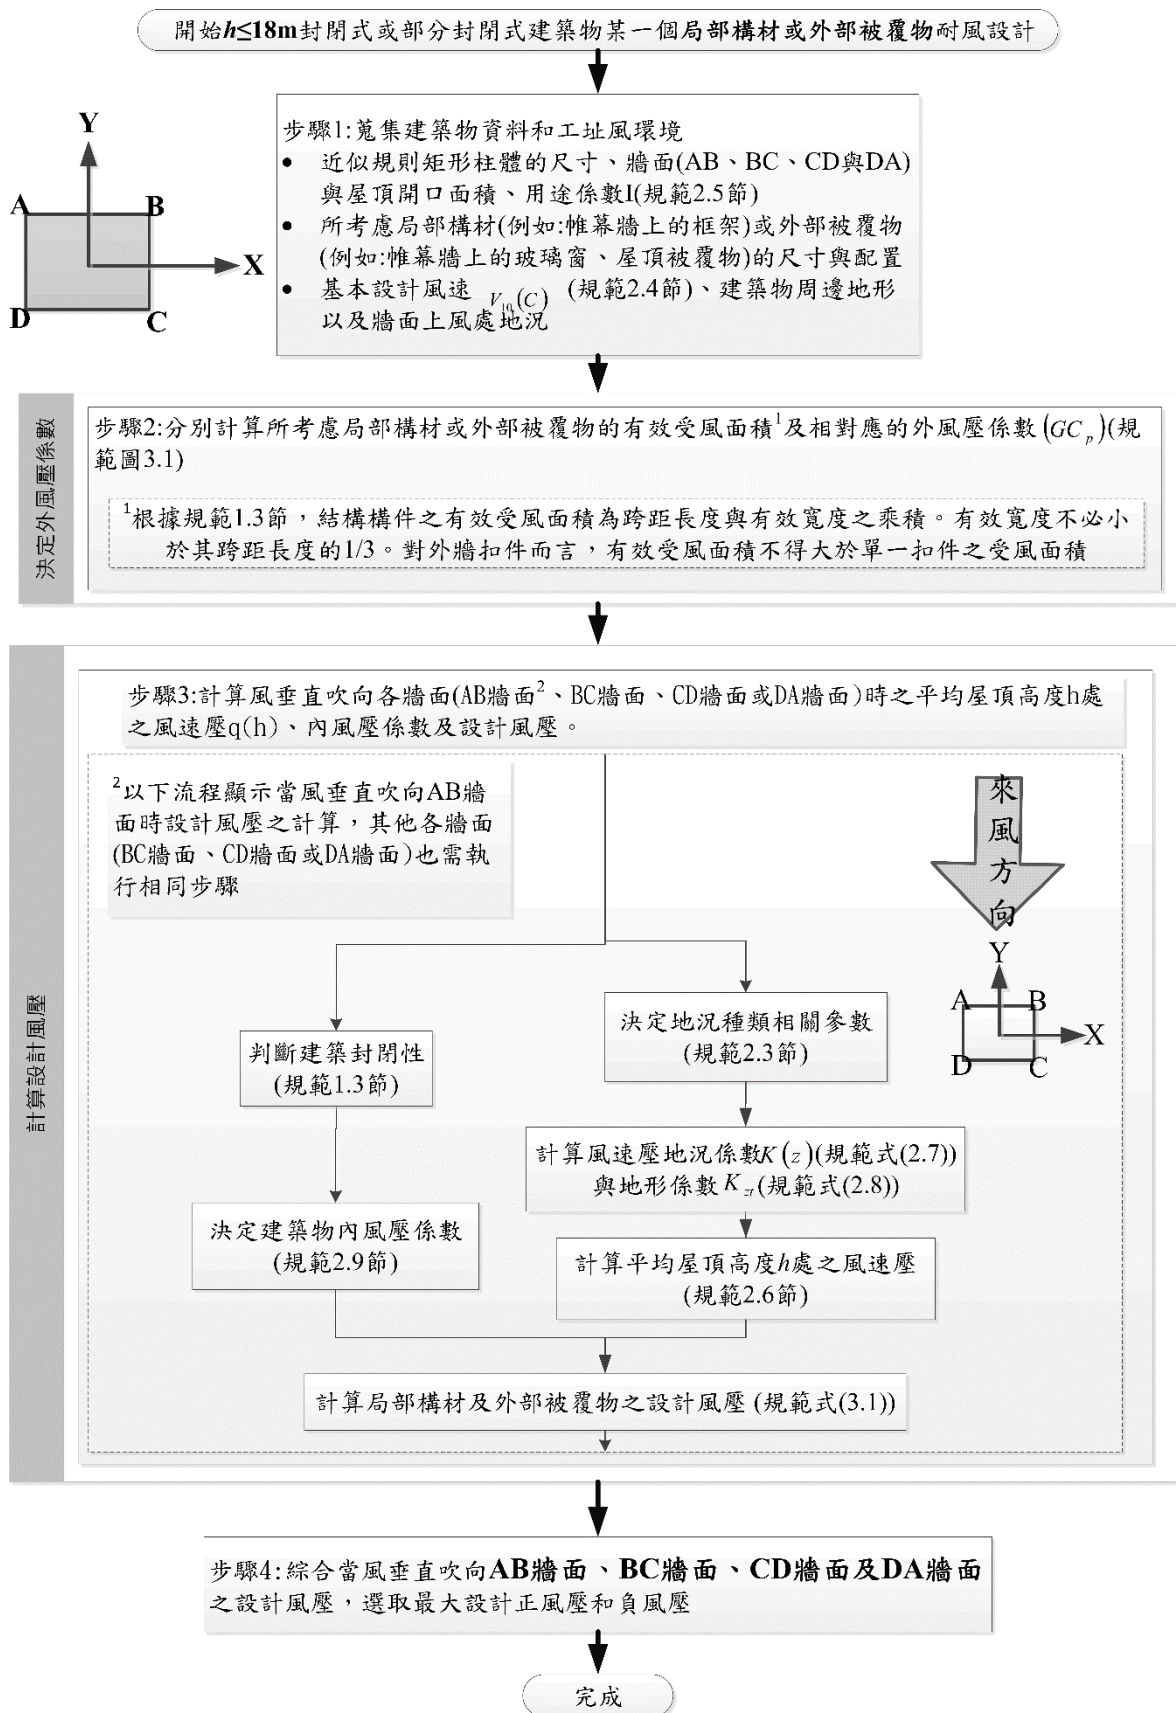 開始h≤18m封閉式或部分封閉式建築物某一個局部構材或外部被覆物耐風設計
Y
A
B
X
D
C
步驟1:蒐集建築物資料和工址風環境
• 近似規則矩形柱體的尺寸、牆面(AB、BC、CD與DA)
與屋頂開口面積、用途係數I(規範2.5節)
• 所考慮局部構材(例如:帷幕牆上的框架)或外部被覆物
(例如:帷幕牆上的玻璃窗、屋頂被覆物)的尺寸與配置
• 基本設計風速 V₁₀(C) (規範2.4節)、建築物周邊地形
以及牆面上風處地況
決定外風壓係數
步驟2:分別計算所考慮局部構材或外部被覆物的有效受風面積¹及相對應的外風壓係數(GCₚ)(規
範圖3.1)
¹根據規範1.3節，結構構件之有效受風面積為跨距長度與有效寬度之乘積。有效寬度不必小
於其跨距長度的1/3。對外牆扣件而言，有效受風面積不得大於單一扣件之受風面積
計算設計風壓
步驟3:計算風垂直吹向各牆面(AB牆面²、BC牆面、CD牆面或DA牆面)時之平均屋頂高度h處
之風速壓q(h)、內風壓係數及設計風壓。
²以下流程顯示當風垂直吹向AB牆
面時設計風壓之計算，其他各牆面
(BC牆面、CD牆面或DA牆面)也需執
行相同步驟
來風方向
Y
A
B
X
D
C
判斷建築封閉性
(規範1.3節)
決定建築物內風壓係數
(規範2.9節)
決定地況種類相關參數
(規範2.3節)
計算風速壓地況係數K(z)(規範式(2.7))
與地形係數K_zt(規範式(2.8))
計算平均屋頂高度h處之風速壓
(規範2.6節)
計算局部構材及外部被覆物之設計風壓 (規範式(3.1))
步驟4:綜合當風垂直吹向AB牆面、BC牆面、CD牆面及DA牆面
之設計風壓，選取最大設計正風壓和負風壓
完成